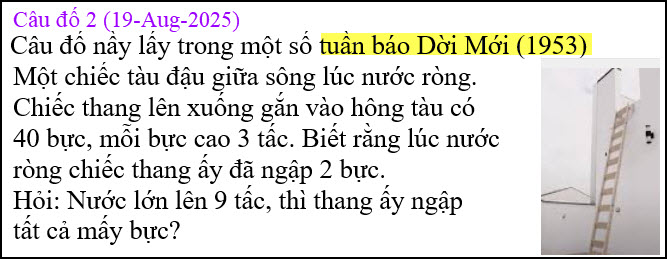 Câu đố 2 (19-Aug-2025)
Câu đố nầy lấy trong một số tuần báo Dời Mới (1953)
Một chiếc tàu đậu giữa sông lúc nước ròng.
Chiếc thang lên xuống gắn vào hông tàu có
40 bực, mỗi bực cao 3 tấc. Biết rằng lúc nước
ròng chiếc thang ấy đã ngập 2 bực.
Hỏi: Nước lớn lên 9 tấc, thì thang ấy ngập
tất cả mấy bực?